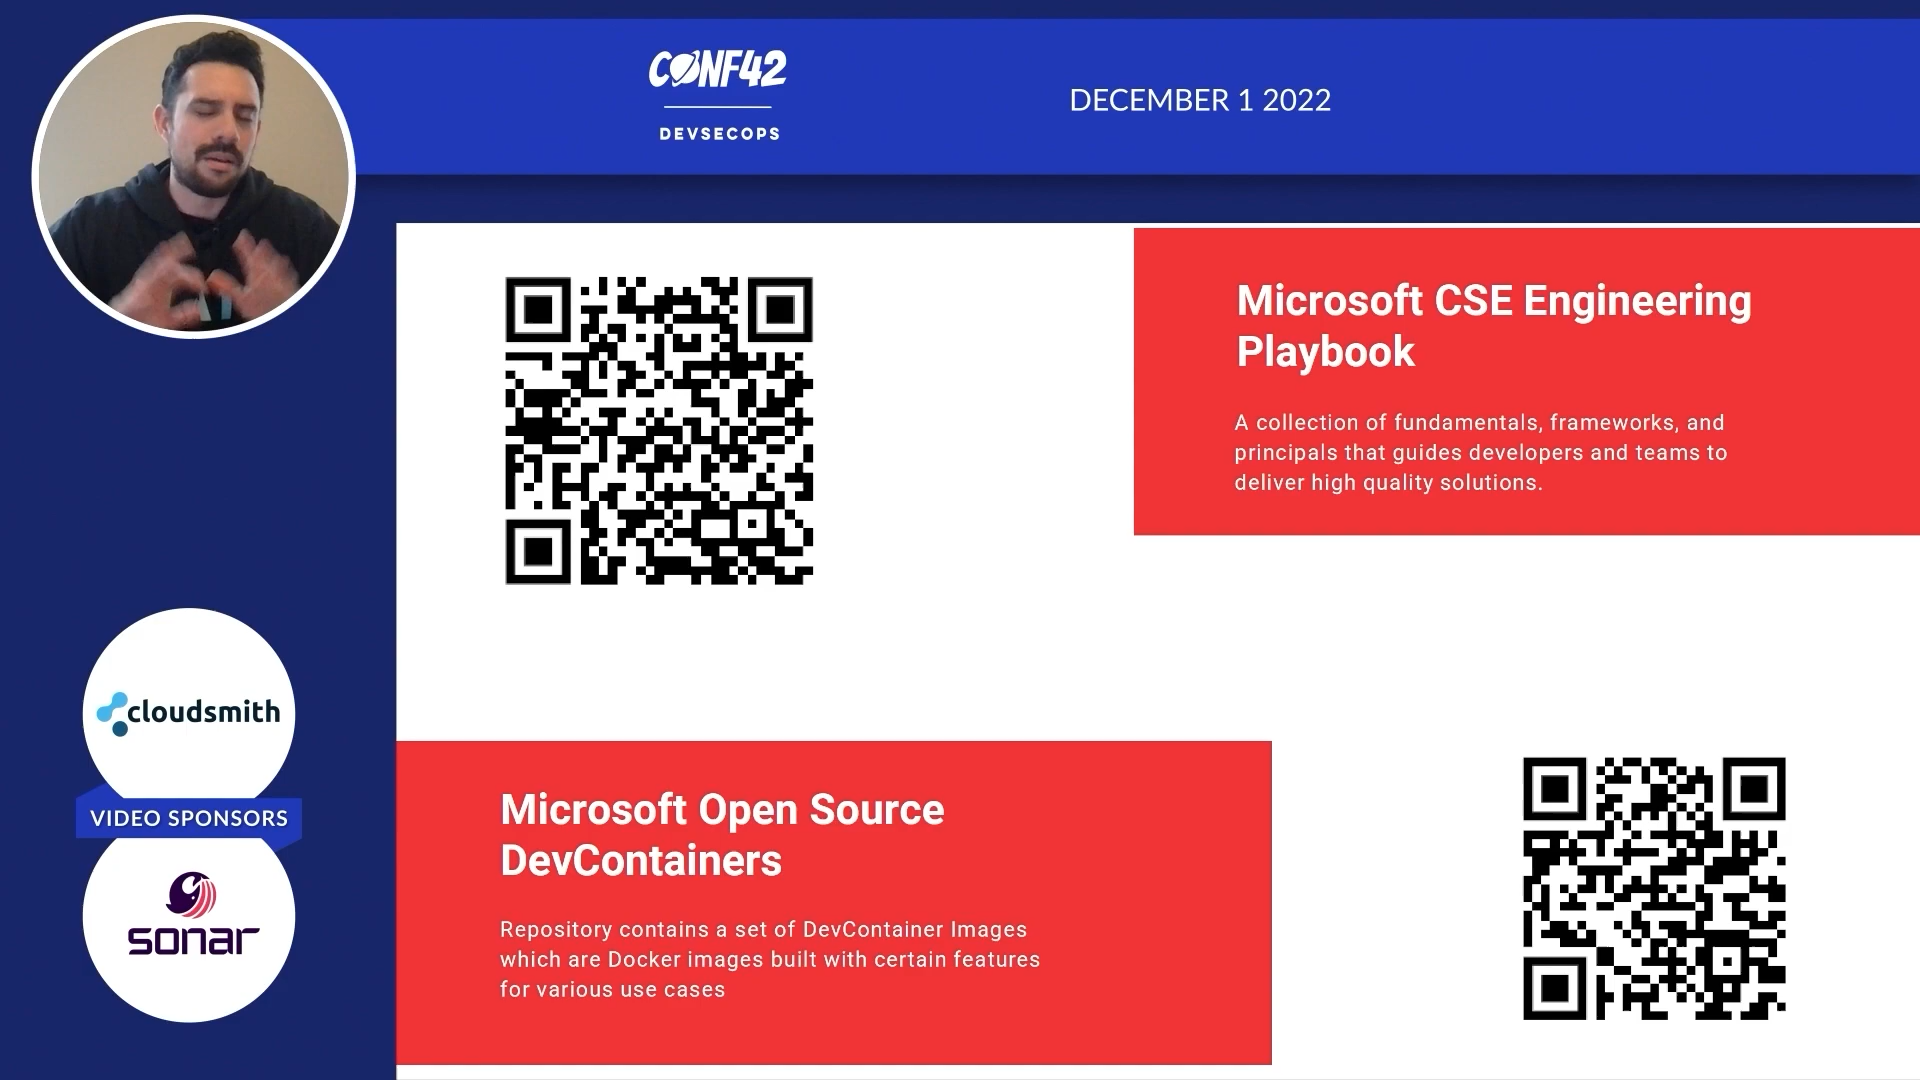 CONF42
DEVSECOPS
DECEMBER 1 2022
Microsoft CSE Engineering
Playbook
A collection of fundamentals, frameworks, and
principals that guides developers and teams to
deliver high quality solutions.
cloudsmith
VIDEO SPONSORS
sonar
Microsoft Open Source
DevContainers
Repository contains a set of DevContainer Images
which are Docker images built with certain features
for various use cases